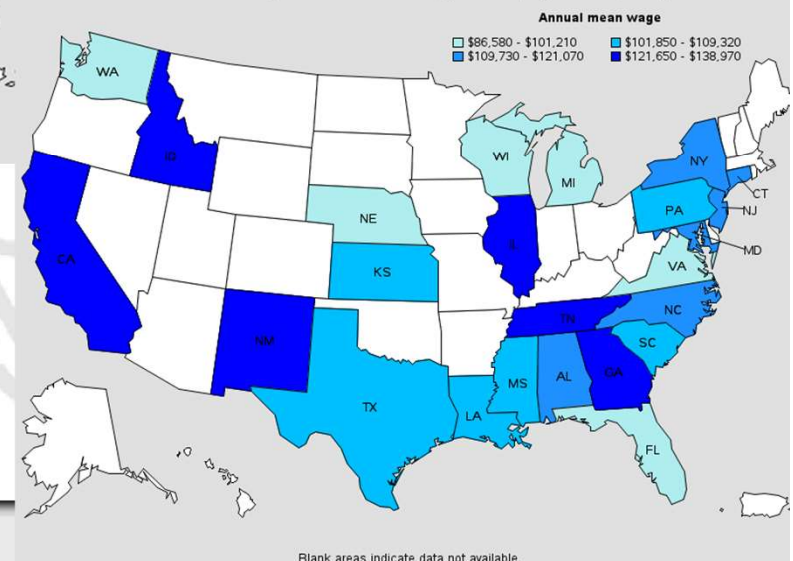 Annual mean wage
$86,580 - $101,210 $101,850 - $109,320
$109,730 - $121,070 $121,650 - $138,970
WA
ID
WI
MI
NY
CT
NJ
PA
MD
NE
IL
CA
KS
VA
NM
TN
NC
SC
TX
LA
MS
AL
GA
FL
Blank areas indicate data not available.